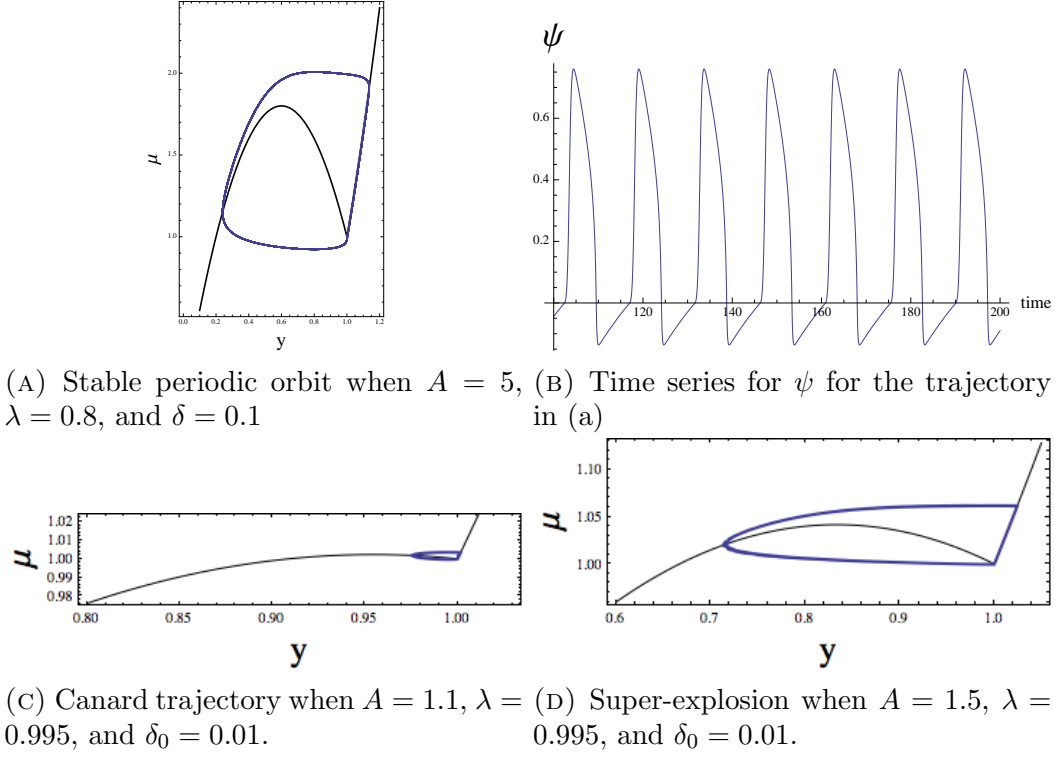 ψ
2.0
μ
1.5
1.0
0.0 0.2 0.4 0.6 0.8 1.0 1.2
y
0.6
0.4
0.2
120 140 160 180 200 time
(A) Stable periodic orbit when A = 5,
λ = 0.8, and δ = 0.1
(B) Time series for ψ for the trajectory
in (a)
1.02
1.01
1.00
0.99
0.98
μ
0.80 0.85 0.90 0.95 1.00
y
1.10
1.05
1.00
μ
0.6 0.7 0.8 0.9 1.0
y
(C) Canard trajectory when A = 1.1, λ =
0.995, and δ₀ = 0.01.
(D) Super-explosion when A = 1.5, λ =
0.995, and δ₀ = 0.01.